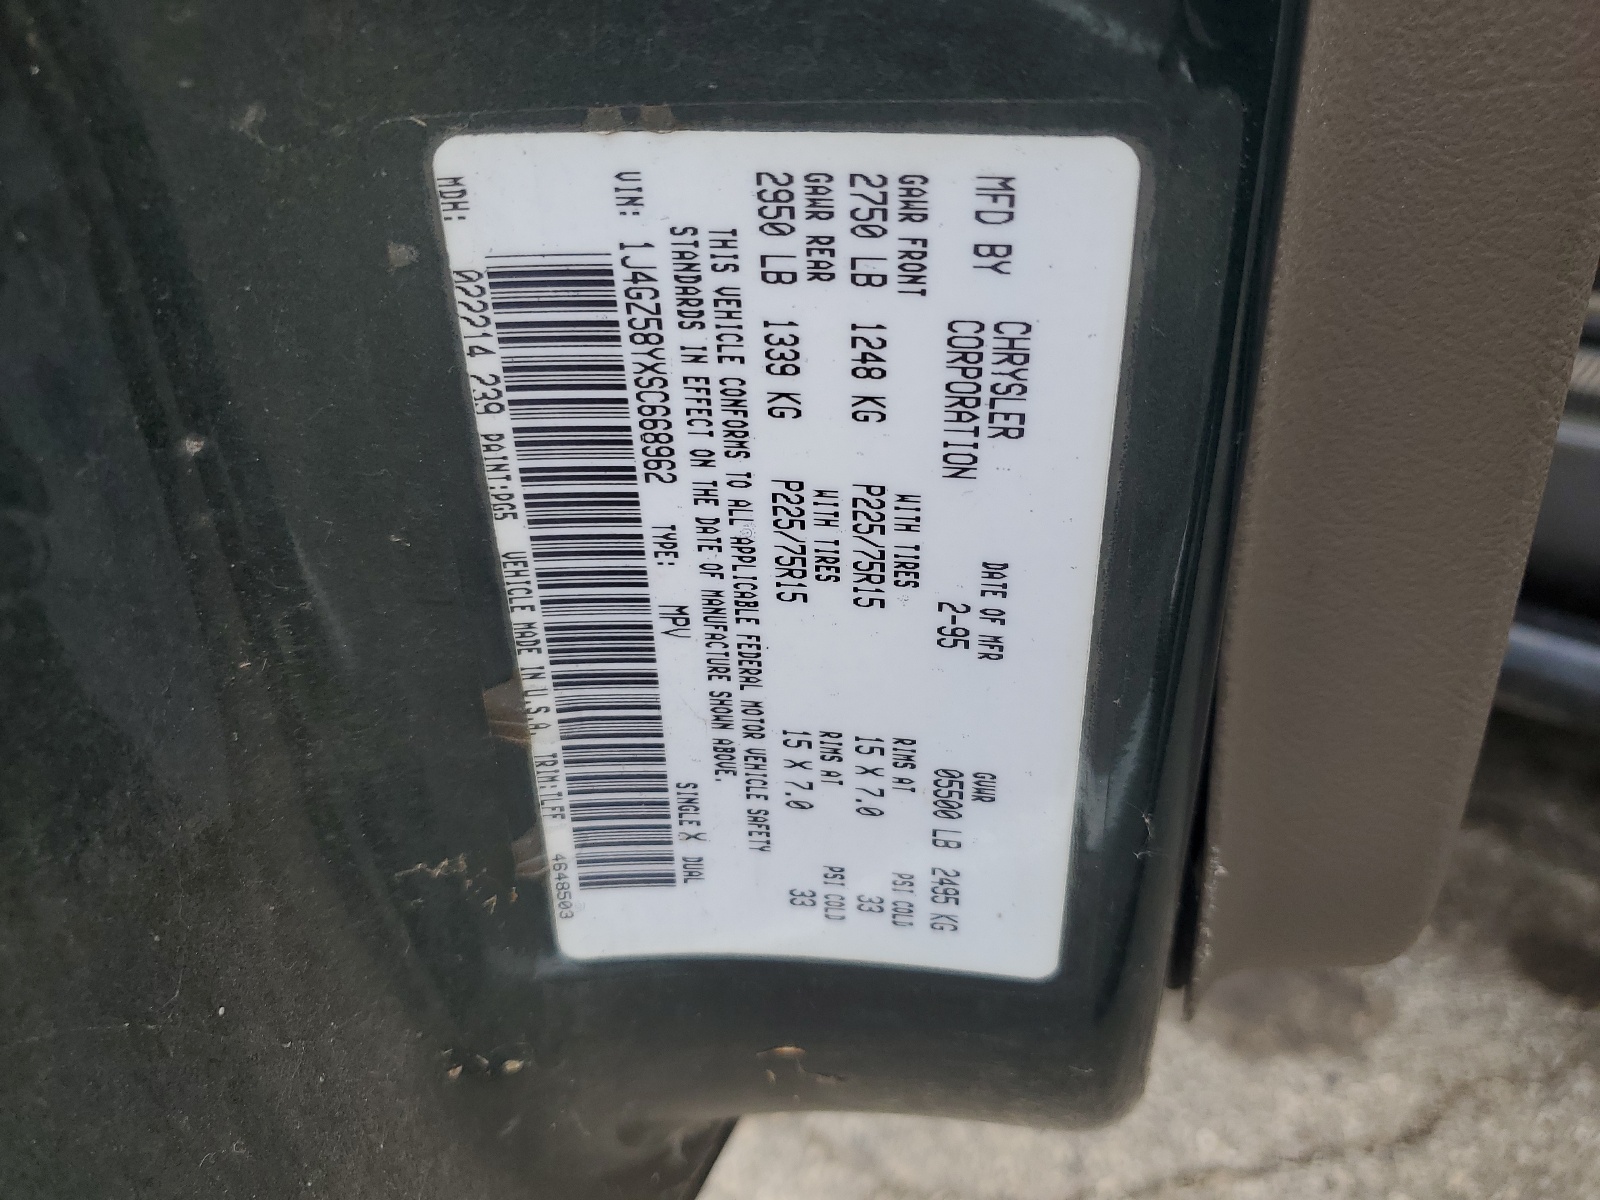 MFD BY CHRYSLER CORPORATION DATE OF MFR 2-95 GVWR 05500 LB 2495 KG
GAWR FRONT WITH TIRES RIMS AT PSI COLD
2750 LB 1248 KG P225/75R15 15 X 7.0 33
GAWR REAR WITH TIRES RIMS AT PSI COLD
2950 LB 1339 KG P225/75R15 15 X 7.0 33
THIS VEHICLE CONFORMS TO ALL APPLICABLE FEDERAL MOTOR VEHICLE SAFETY
STANDARDS IN EFFECT ON THE DATE OF MANUFACTURE SHOWN ABOVE.
VIN: 1J4GZ58YXSC668962 TYPE: MPV SINGLE X DUAL
MDH: 022214 239 PAINT:PG5 VEHICLE MADE IN U.S.A. TRIM:TLFF 4648503